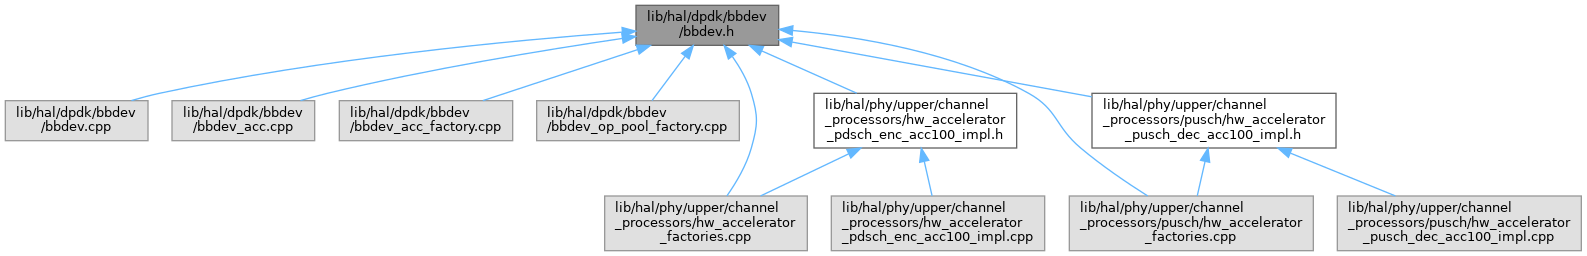 lib/hal/dpdk/bbdev
/bbdev.h
lib/hal/dpdk/bbdev
/bbdev.cpp
lib/hal/dpdk/bbdev
/bbdev_acc.cpp
lib/hal/dpdk/bbdev
/bbdev_acc_factory.cpp
lib/hal/dpdk/bbdev
/bbdev_op_pool_factory.cpp
lib/hal/phy/upper/channel
_processors/hw_accelerator
_pdsch_enc_acc100_impl.h
lib/hal/phy/upper/channel
_processors/pusch/hw_accelerator
_pusch_dec_acc100_impl.h
lib/hal/phy/upper/channel
_processors/hw_accelerator
_factories.cpp
lib/hal/phy/upper/channel
_processors/hw_accelerator
_pdsch_enc_acc100_impl.cpp
lib/hal/phy/upper/channel
_processors/pusch/hw_accelerator
_factories.cpp
lib/hal/phy/upper/channel
_processors/pusch/hw_accelerator
_pusch_dec_acc100_impl.cpp